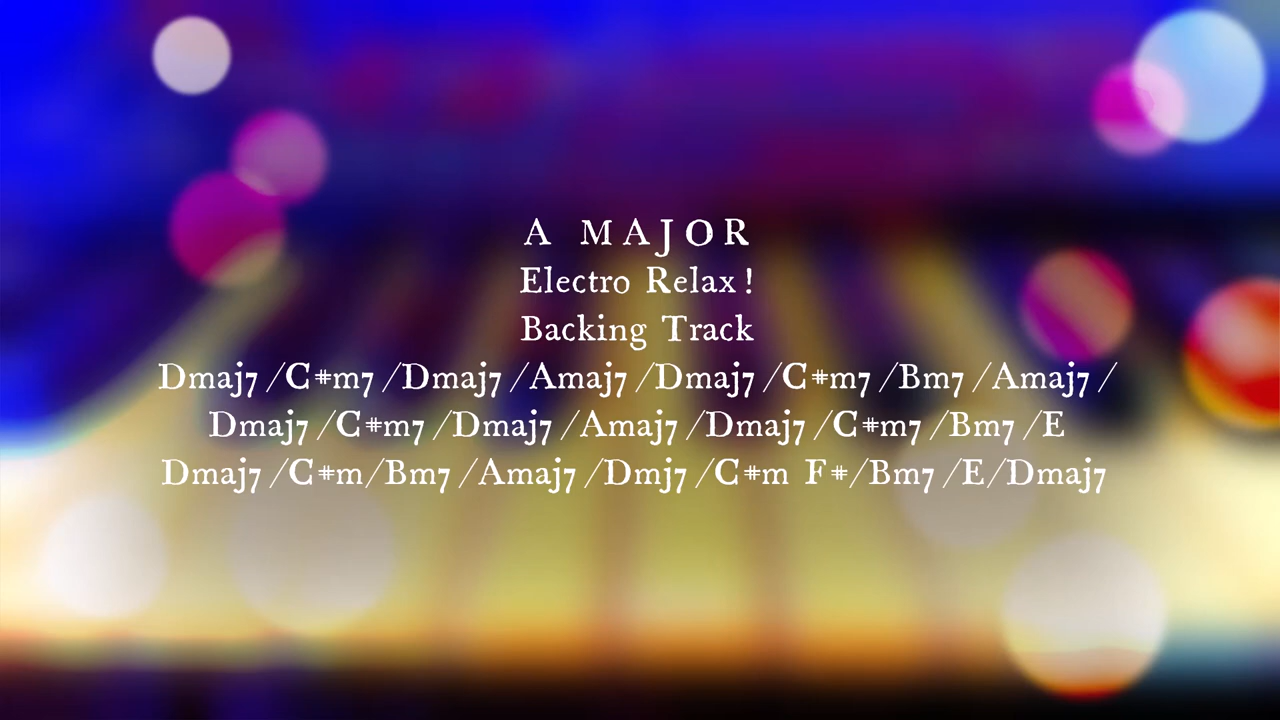 A MAJOR
Electro Relax !
Backing Track
Dmaj7 /C#m7 /Dmaj7 /Amaj7 /Dmaj7 /C#m7 /Bm7 /Amaj7 /
Dmaj7 /C#m7 /Dmaj7 /Amaj7 /Dmaj7 /C#m7 /Bm7 /E
Dmaj7 /C#m/Bm7 /Amaj7 /Dmj7 /C#m F#/Bm7 /E/Dmaj7